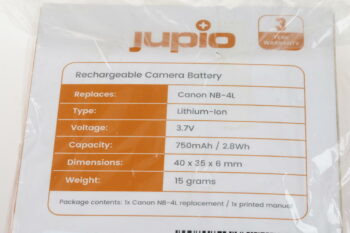 jupio
3
YEAR
WARRANTY
Rechargeable Camera Battery
Replaces: Canon NB-4L
Type: Lithium-Ion
Voltage: 3.7V
Capacity: 750mAh / 2.8Wh
Dimensions: 40 x 35 x 6 mm
Weight: 15 grams
Package contents: 1x Canon NB-4L replacement / 1x printed manual